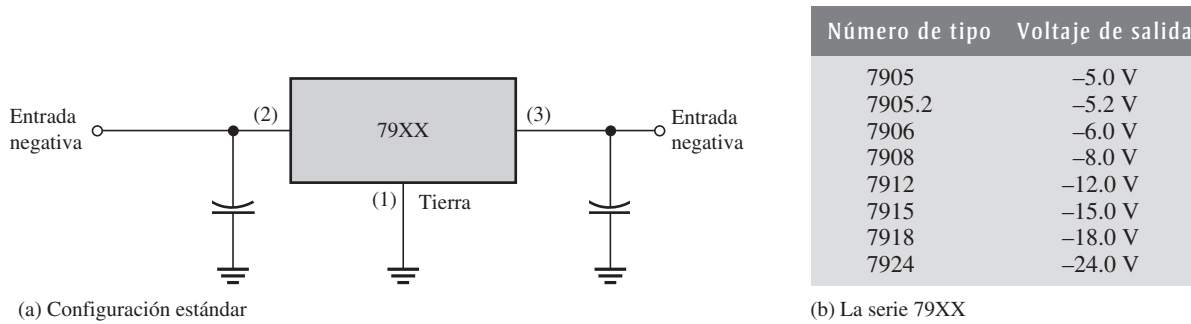 Entrada
negativa
(2)
79XX
(3)
Entrada
negativa
(1)
Tierra
(a) Configuración estándar
Número de tipo Voltaje de salida
7905 –5.0 V
7905.2 –5.2 V
7906 –6.0 V
7908 –8.0 V
7912 –12.0 V
7915 –15.0 V
7918 –18.0 V
7924 –24.0 V
(b) La serie 79XX